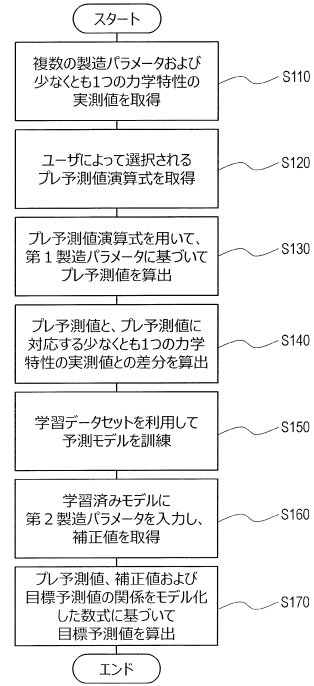 スタート
複数の製造パラメータおよび
少なくとも1つの力学特性の
実測値を取得
S110
ユーザによって選択される
プレ予測値演算式を取得
S120
プレ予測値演算式を用いて、
第1製造パラメータに基づいて
プレ予測値を算出
S130
プレ予測値と、プレ予測値に
対応する少なくとも1つの力学
特性の実測値との差分を算出
S140
学習データセットを利用して
予測モデルを訓練
S150
学習済みモデルに
第2製造パラメータを入力し、
補正値を取得
S160
プレ予測値、補正値および
目標予測値の関係をモデル化
した数式に基づいて
目標予測値を算出
S170
エンド